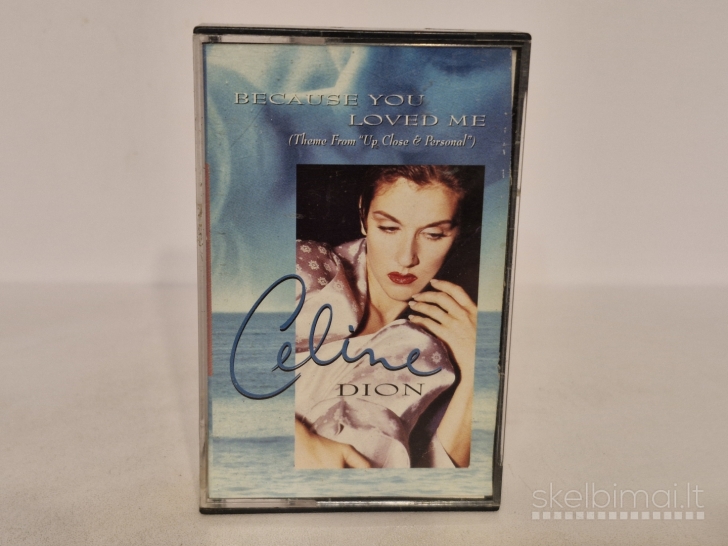 BECAUSE YOU
LOVED ME
(Theme From "Up Close & Personal")
Celine
DION
skelbimai.lt